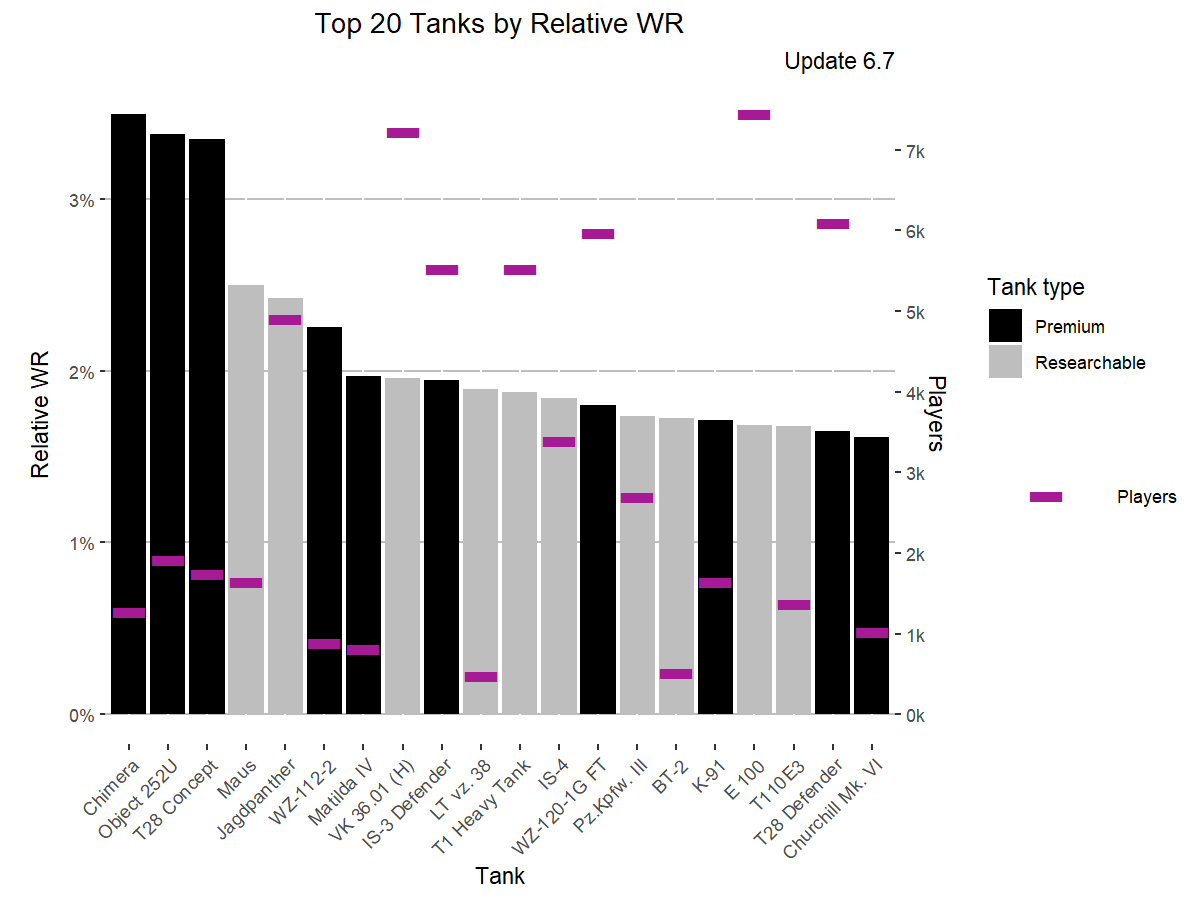 Top 20 Tanks by Relative WR
Update 6.7
Relative WR
3%
2%
1%
0%
7k
6k
5k
4k
3k
2k
1k
0k
Players
Chimera
Object 252U
T28 Concept
Maus
Jagdpanther
WZ-112-2
Matilda IV
VK 36.01 (H)
IS-3 Defender
LT vz. 38
T1 Heavy Tank
IS-4
WZ-120-1G FT
Pz.Kpfw. III
BT-2
K-91
E 100
T110E3
T28 Defender
Churchill Mk. VI
Tank
Tank type
Premium
Researchable
Players